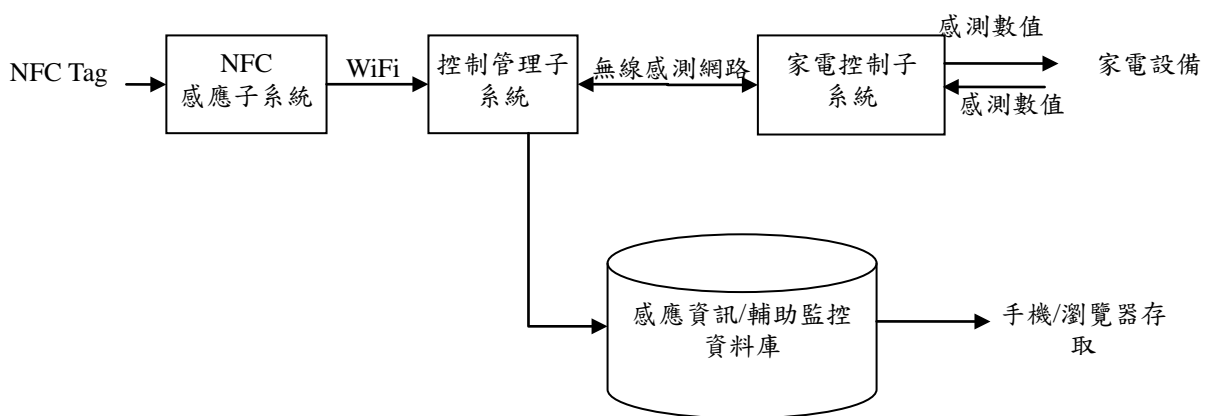 NFC Tag
NFC
感應子系統
WiFi
控制管理子
系統
無線感測網路
家電控制子
系統
感測數值
感測數值
家電設備
感應資訊/輔助監控
資料庫
手機/瀏覽器存
取